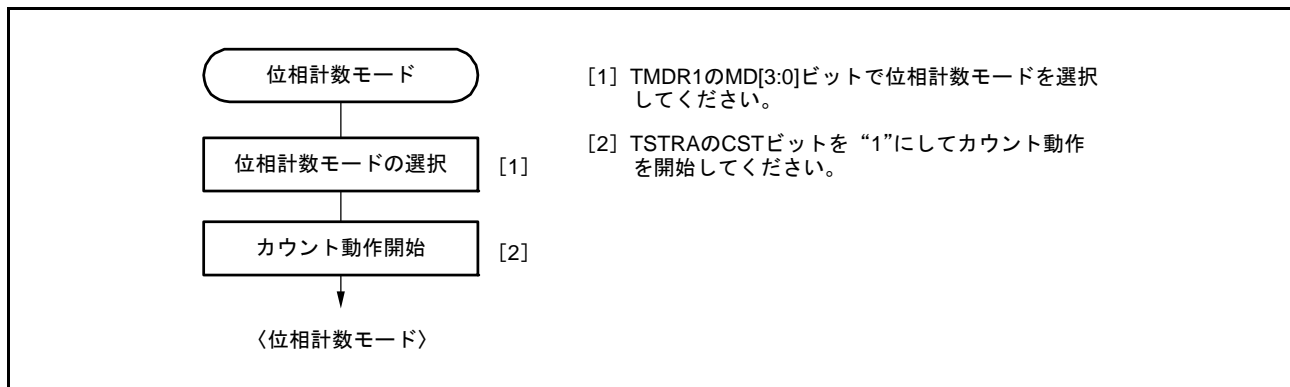 位相計数モード
[1] TMDR1のMD[3:0]ビットで位相計数モードを選択
してください。
[2] TSTRAのCSTビットを “1”にしてカウント動作
を開始してください。
位相計数モードの選択 [1]
カウント動作開始 [2]
〈位相計数モード〉